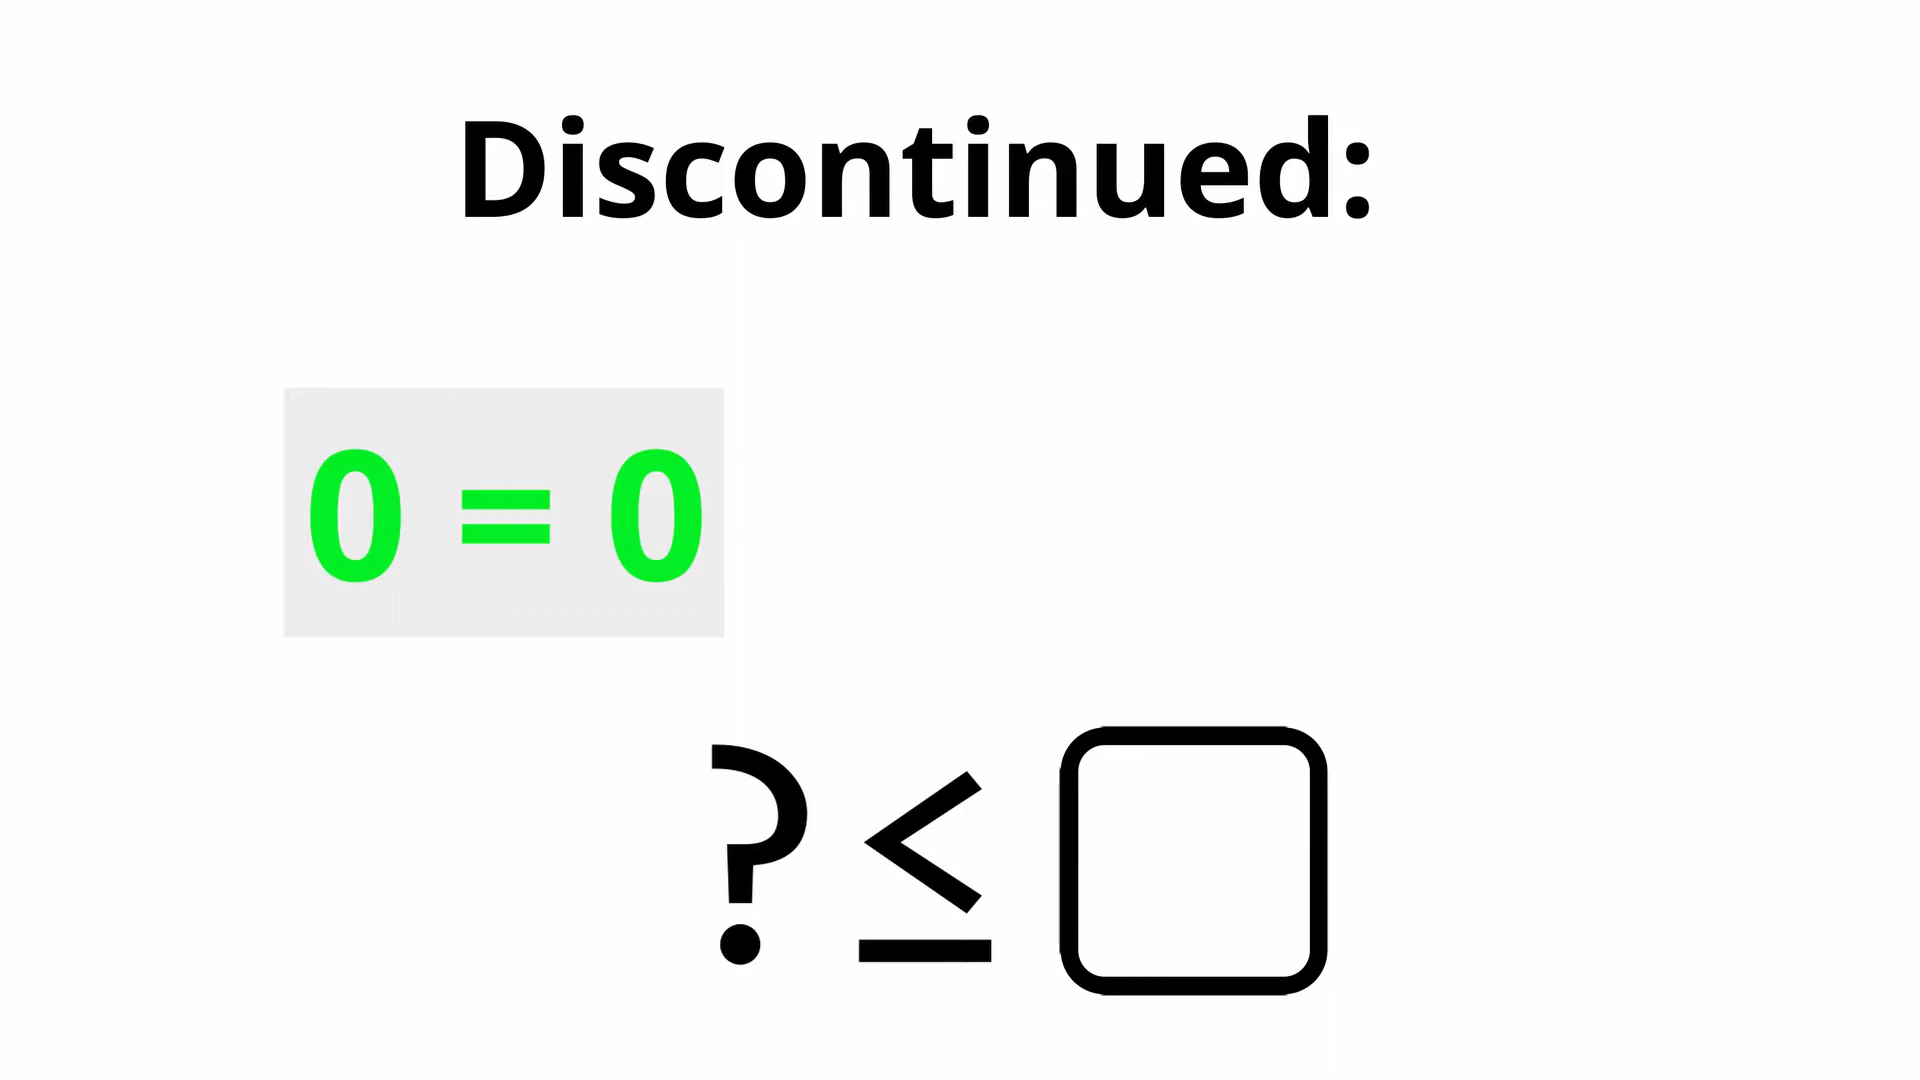 Discontinued:
0 = 0
? ≤ □